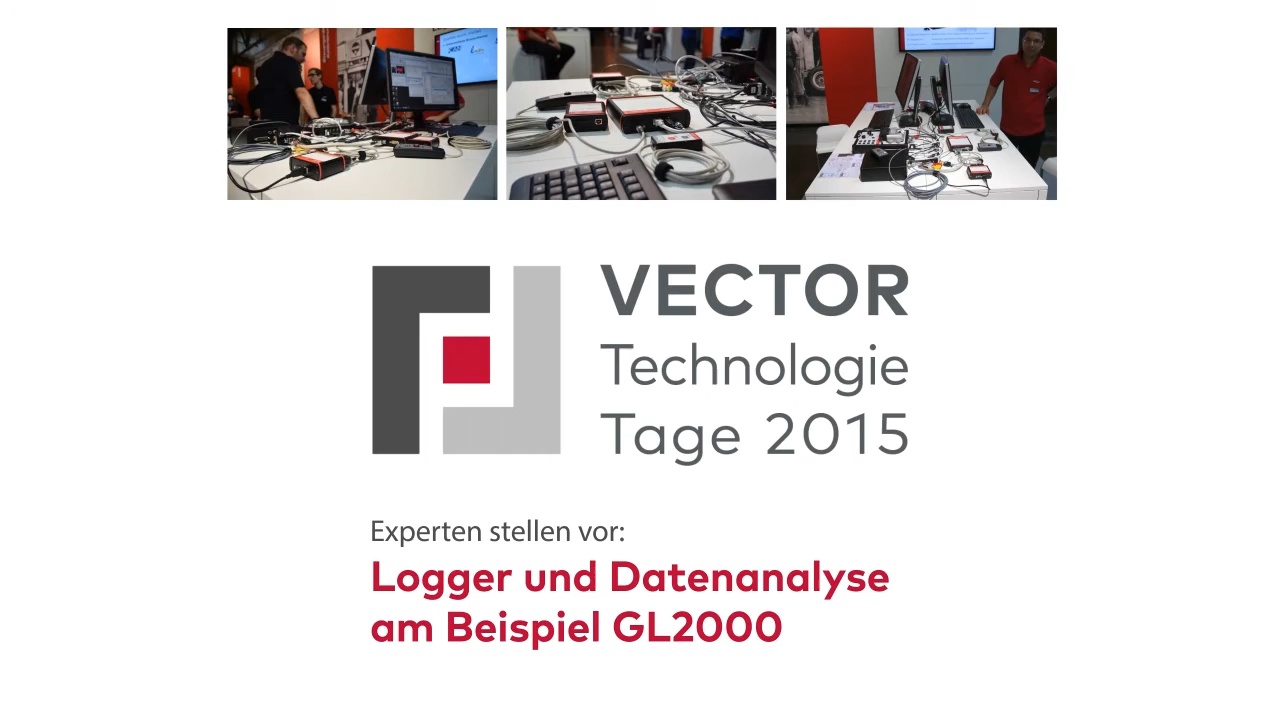 VECTOR
Technologie
Tage 2015
Experten stellen vor:
Logger und Datenanalyse
am Beispiel GL2000